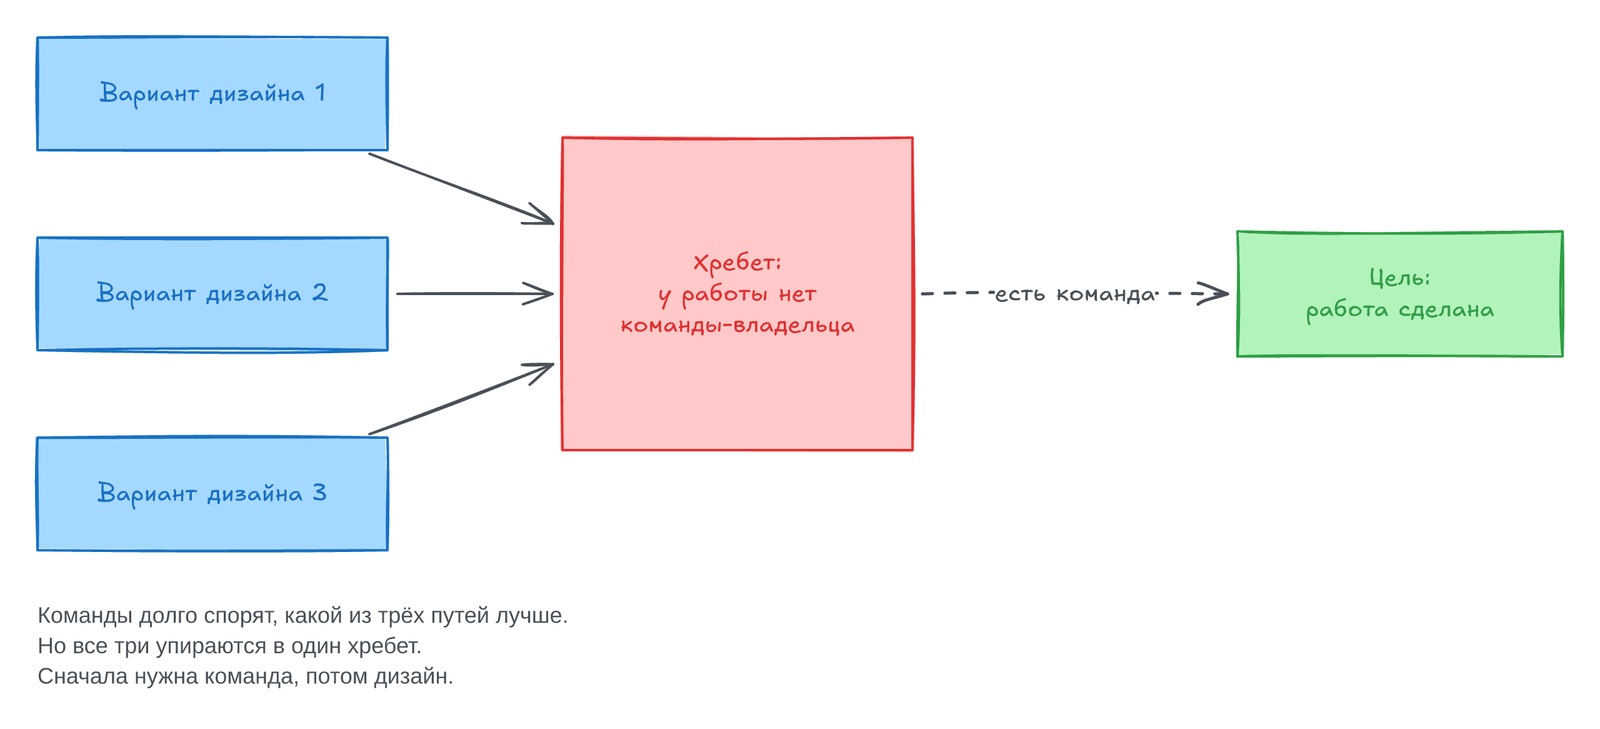 Вариант дизайна 1
Вариант дизайна 2
Вариант дизайна 3
Хребет:
у работы нет
команды-владельца
есть команда
Цель:
работа сделана
Команды долго спорят, какой из трёх путей лучше.
Но все три упираются в один хребет.
Сначала нужна команда, потом дизайн.